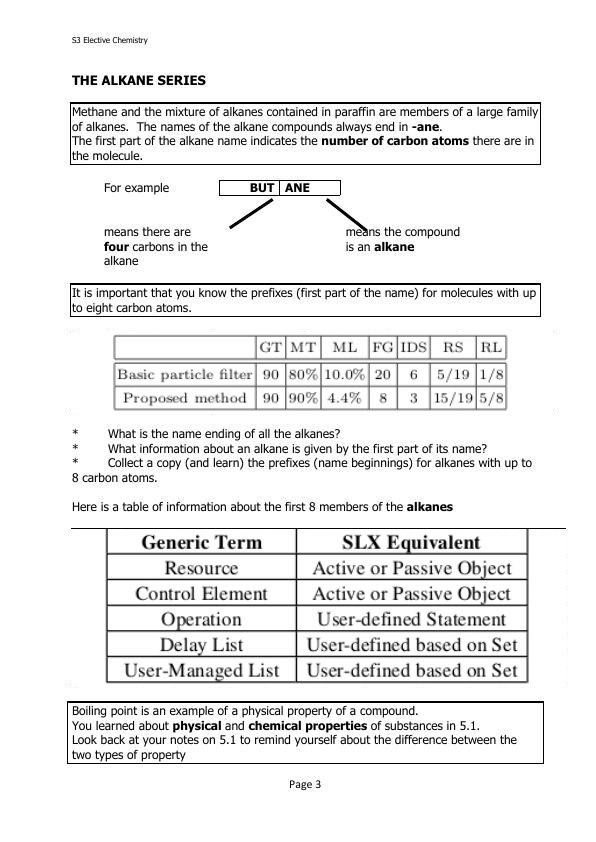 S3 Elective Chemistry
THE ALKANE SERIES
Methane and the mixture of alkanes contained in paraffin are members of a large family
of alkanes. The names of the alkane compounds always end in -ane.
The first part of the alkane name indicates the number of carbon atoms there are in
the molecule.
For example BUT ANE
means there are
four carbons in the
alkane
means the compound
is an alkane
It is important that you know the prefixes (first part of the name) for molecules with up
to eight carbon atoms.
GT MT ML FG IDS RS RL
Basic particle filter 90 80% 10.0% 20 6 5/19 1/8
Proposed method 90 90% 4.4% 8 3 15/19 5/8
* What is the name ending of all the alkanes?
* What information about an alkane is given by the first part of its name?
* Collect a copy (and learn) the prefixes (name beginnings) for alkanes with up to
8 carbon atoms.
Here is a table of information about the first 8 members of the alkanes
Generic Term SLX Equivalent
Resource Active or Passive Object
Control Element Active or Passive Object
Operation User-defined Statement
Delay List User-defined based on Set
User-Managed List User-defined based on Set
Boiling point is an example of a physical property of a compound.
You learned about physical and chemical properties of substances in 5.1.
Look back at your notes on 5.1 to remind yourself about the difference between the
two types of property
Page 3